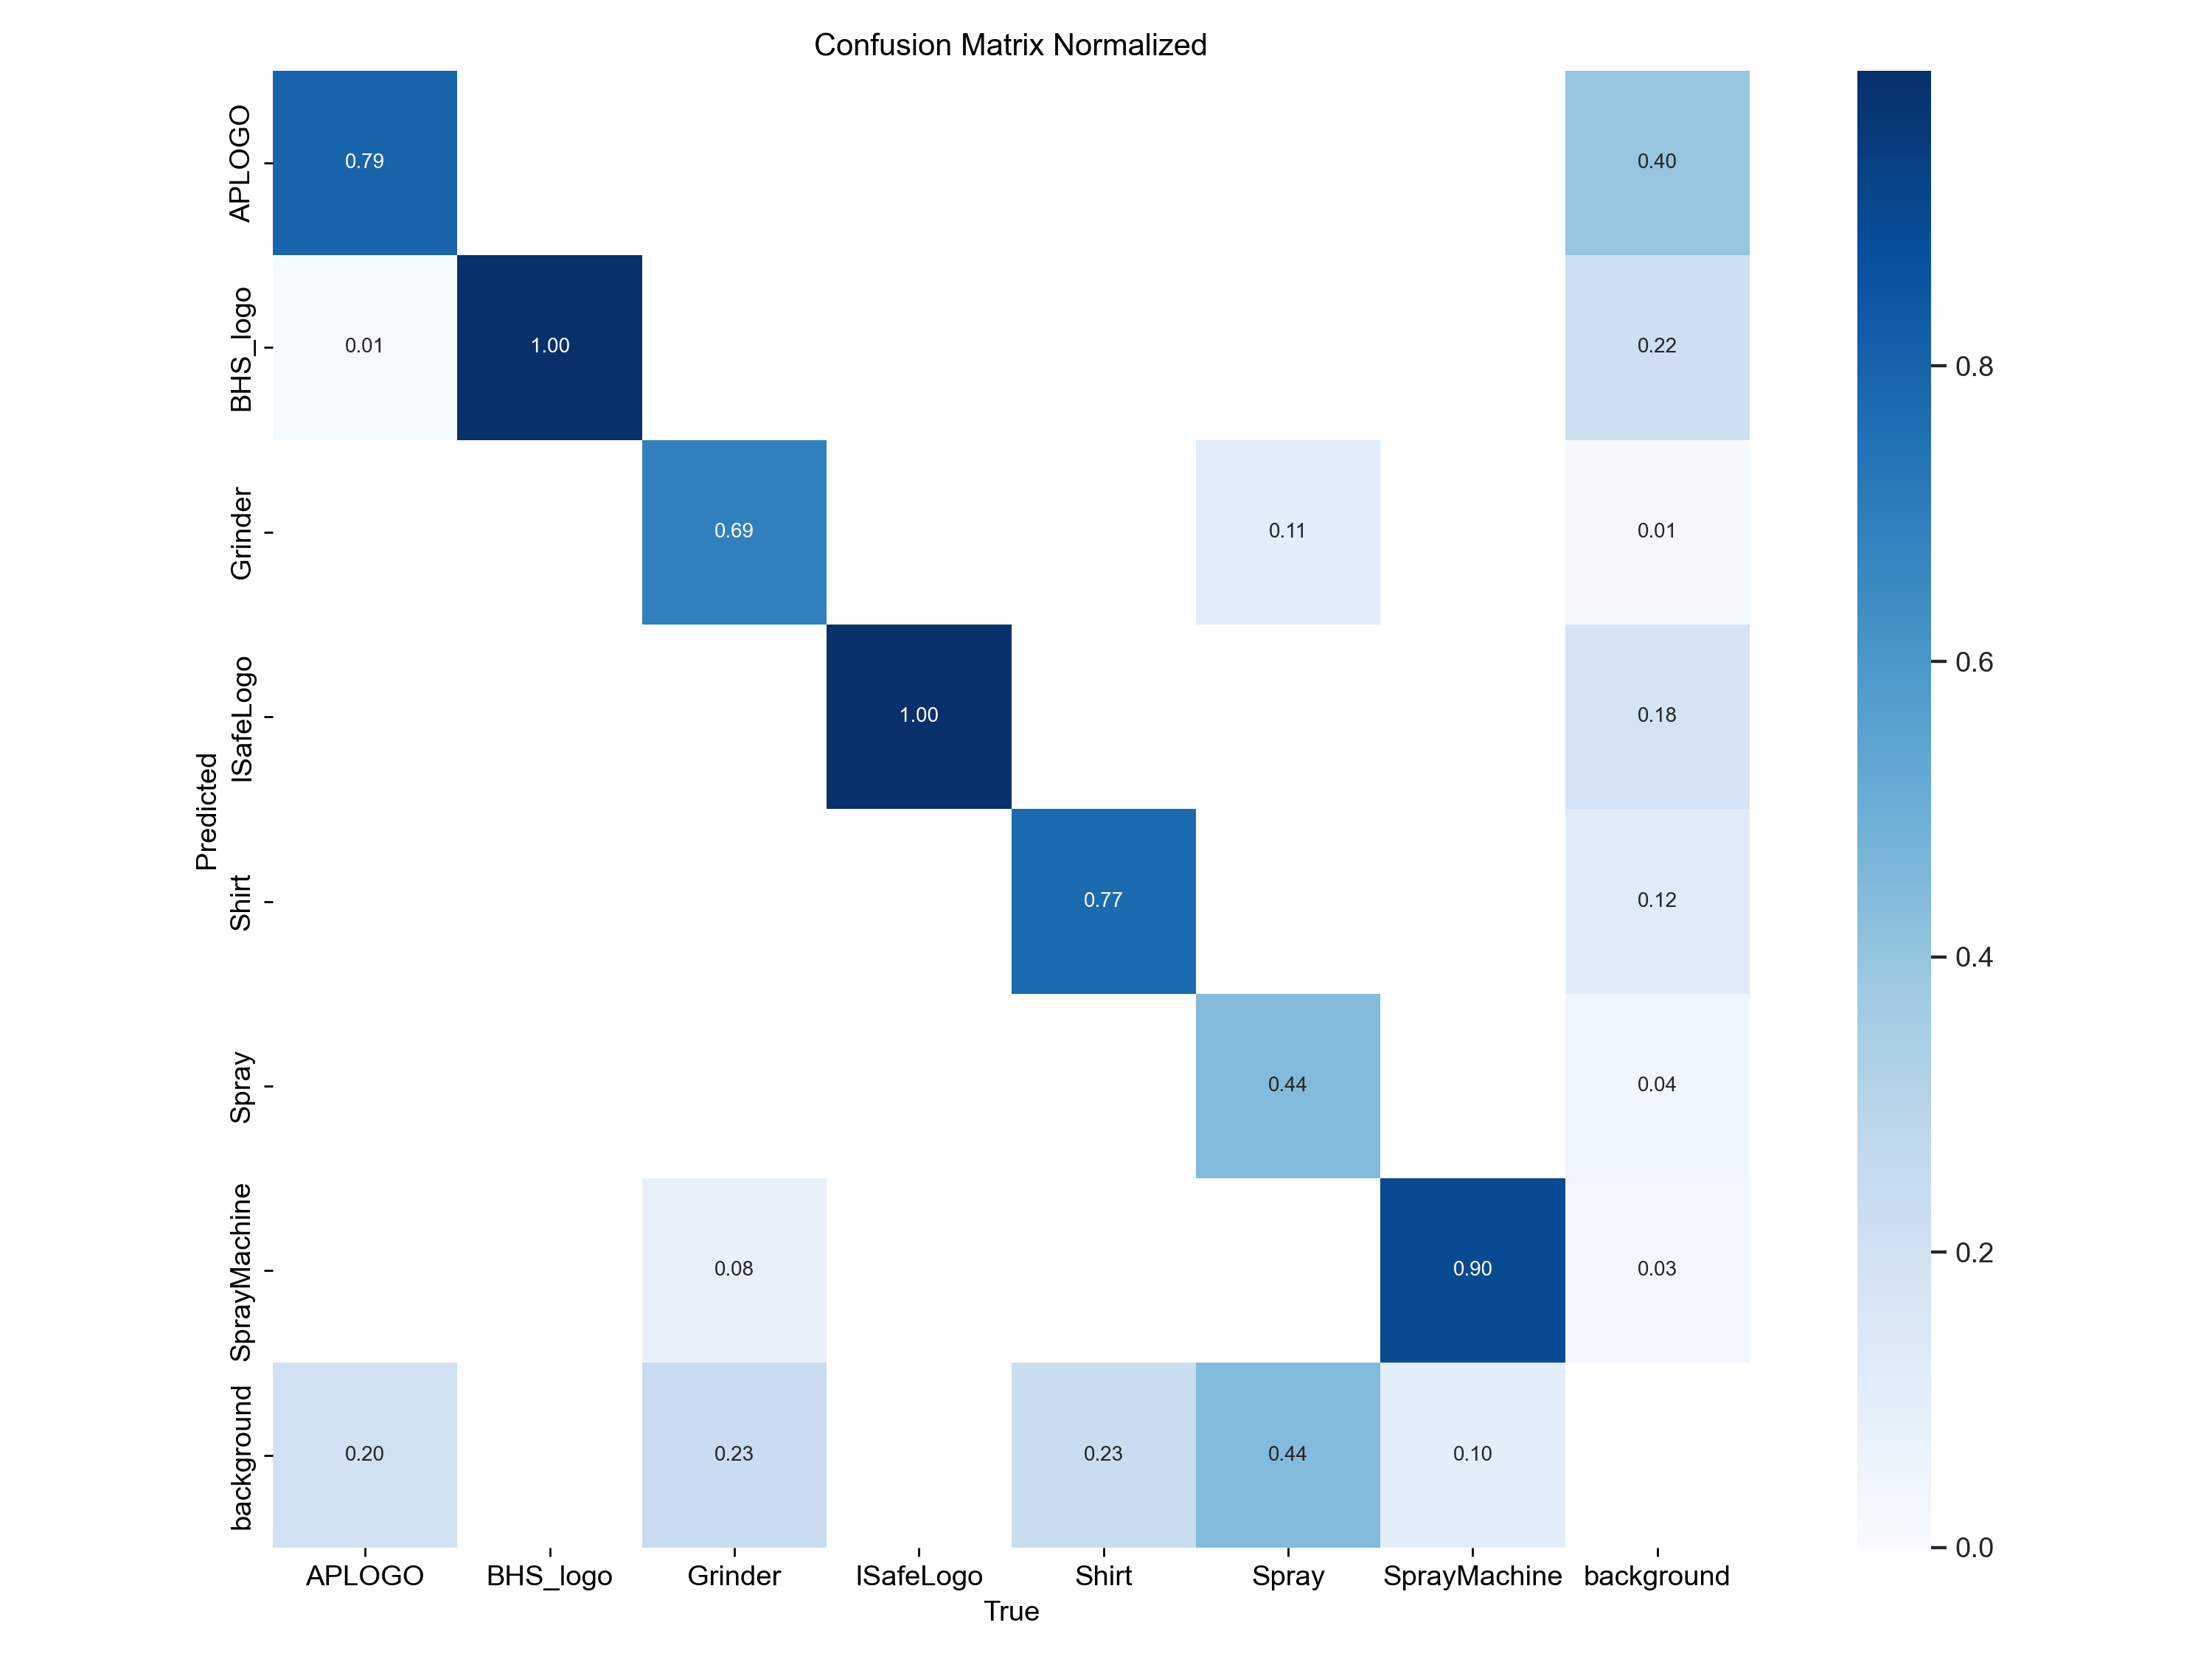 Confusion Matrix Normalized
APLOGO
0.79
0.40
BHS_logo
0.01
1.00
0.22
0.8
Grinder
0.69
0.11
0.01
0.6
ISafeLogo
1.00
0.18
Predicted
Shirt
0.77
0.12
0.4
Spray
0.44
0.04
0.2
SprayMachine
0.08
0.90
0.03
background
0.20
0.23
0.23
0.44
0.10
0.0
APLOGO BHS_logo Grinder ISafeLogo Shirt Spray SprayMachine background
True